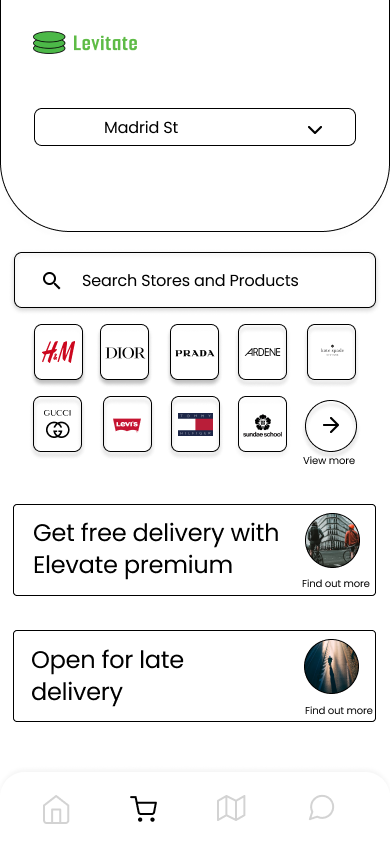 Levitate
Madrid St
Search Stores and Products
H&M
DIOR
PRADA
ARDENE
kate spade
GUCCI
Levi's
TOMMY
HILFIGER
sundae school
View more
Get free delivery with
Elevate premium
Find out more
Open for late
delivery
Find out more